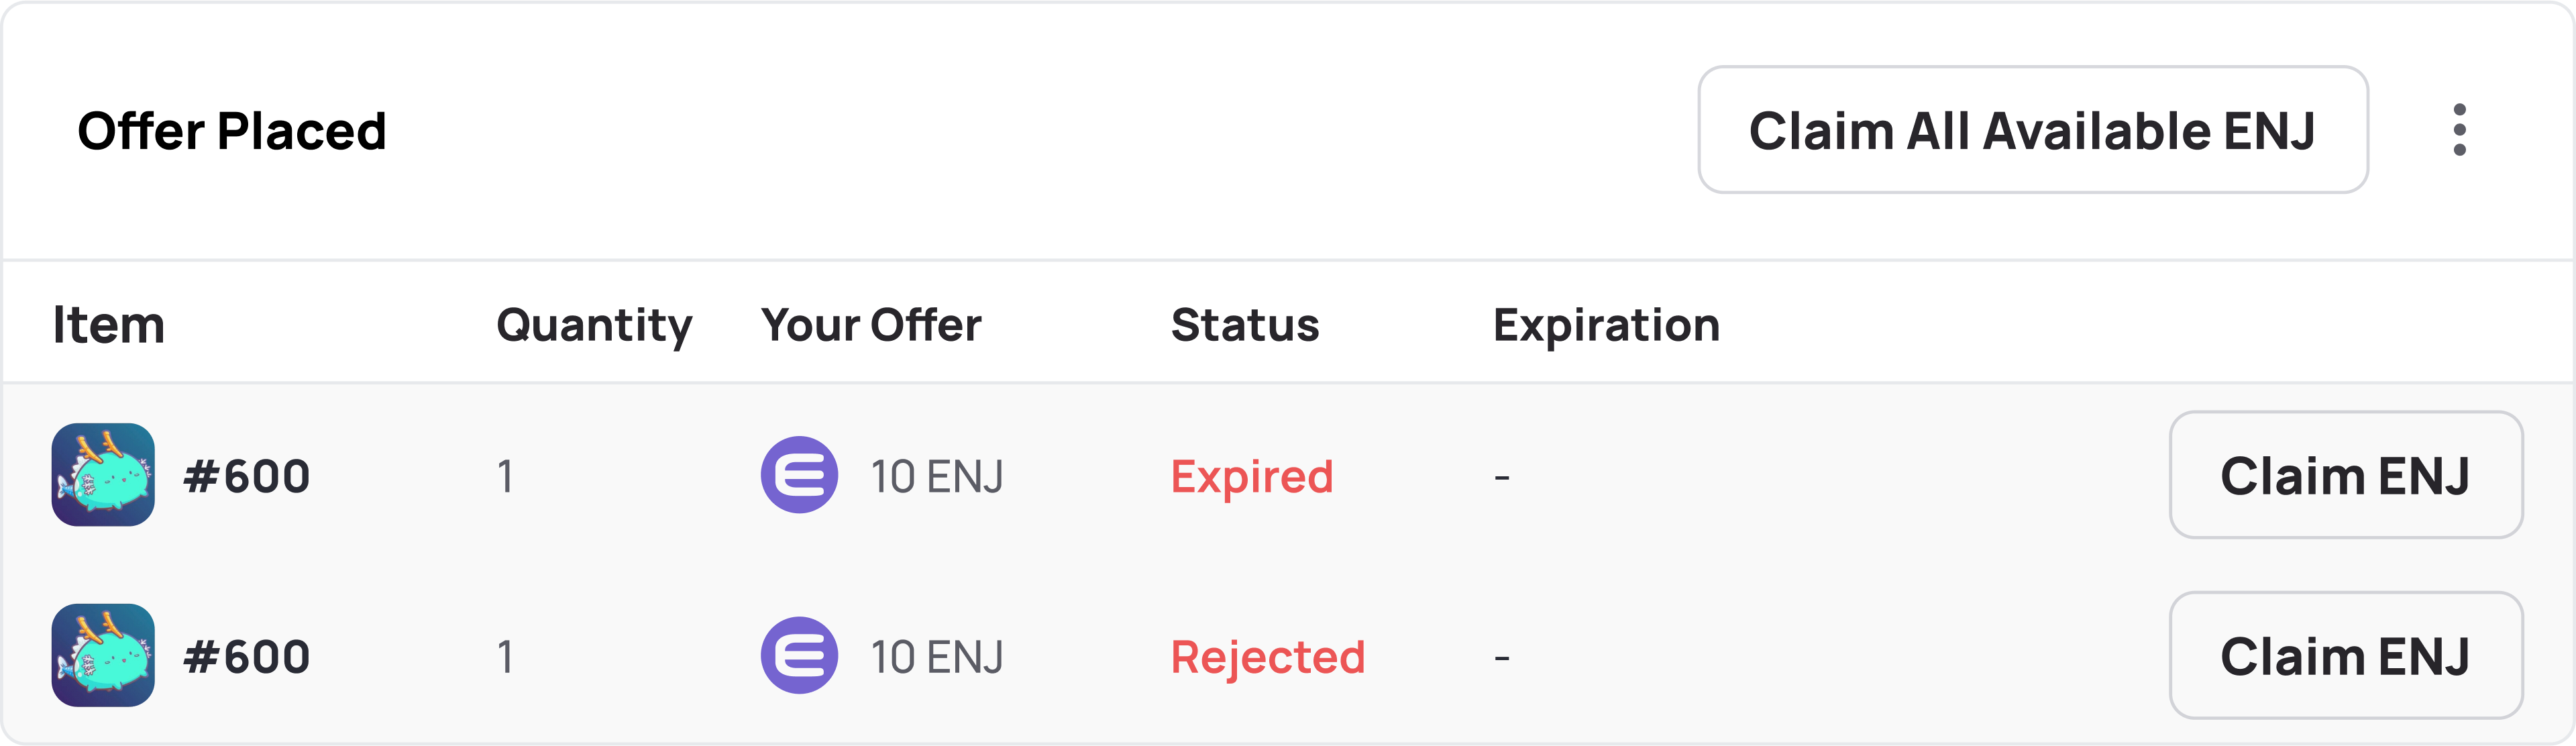 Offer Placed Claim All Available ENJ
Item Quantity Your Offer Status Expiration
#600 1 10 ENJ Expired - Claim ENJ
#600 1 10 ENJ Rejected - Claim ENJ